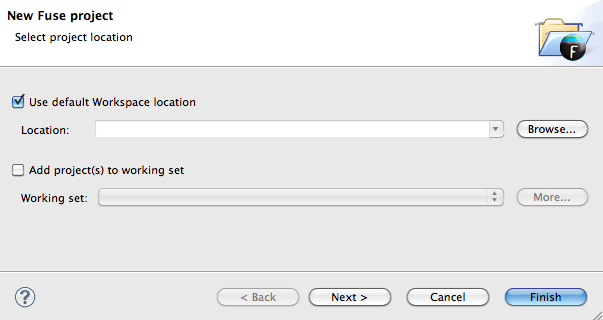 New Fuse project
Select project location
F
Use default Workspace location
Location:
Browse...
Add project(s) to working set
Working set:
More...
?
< Back
Next >
Cancel
Finish